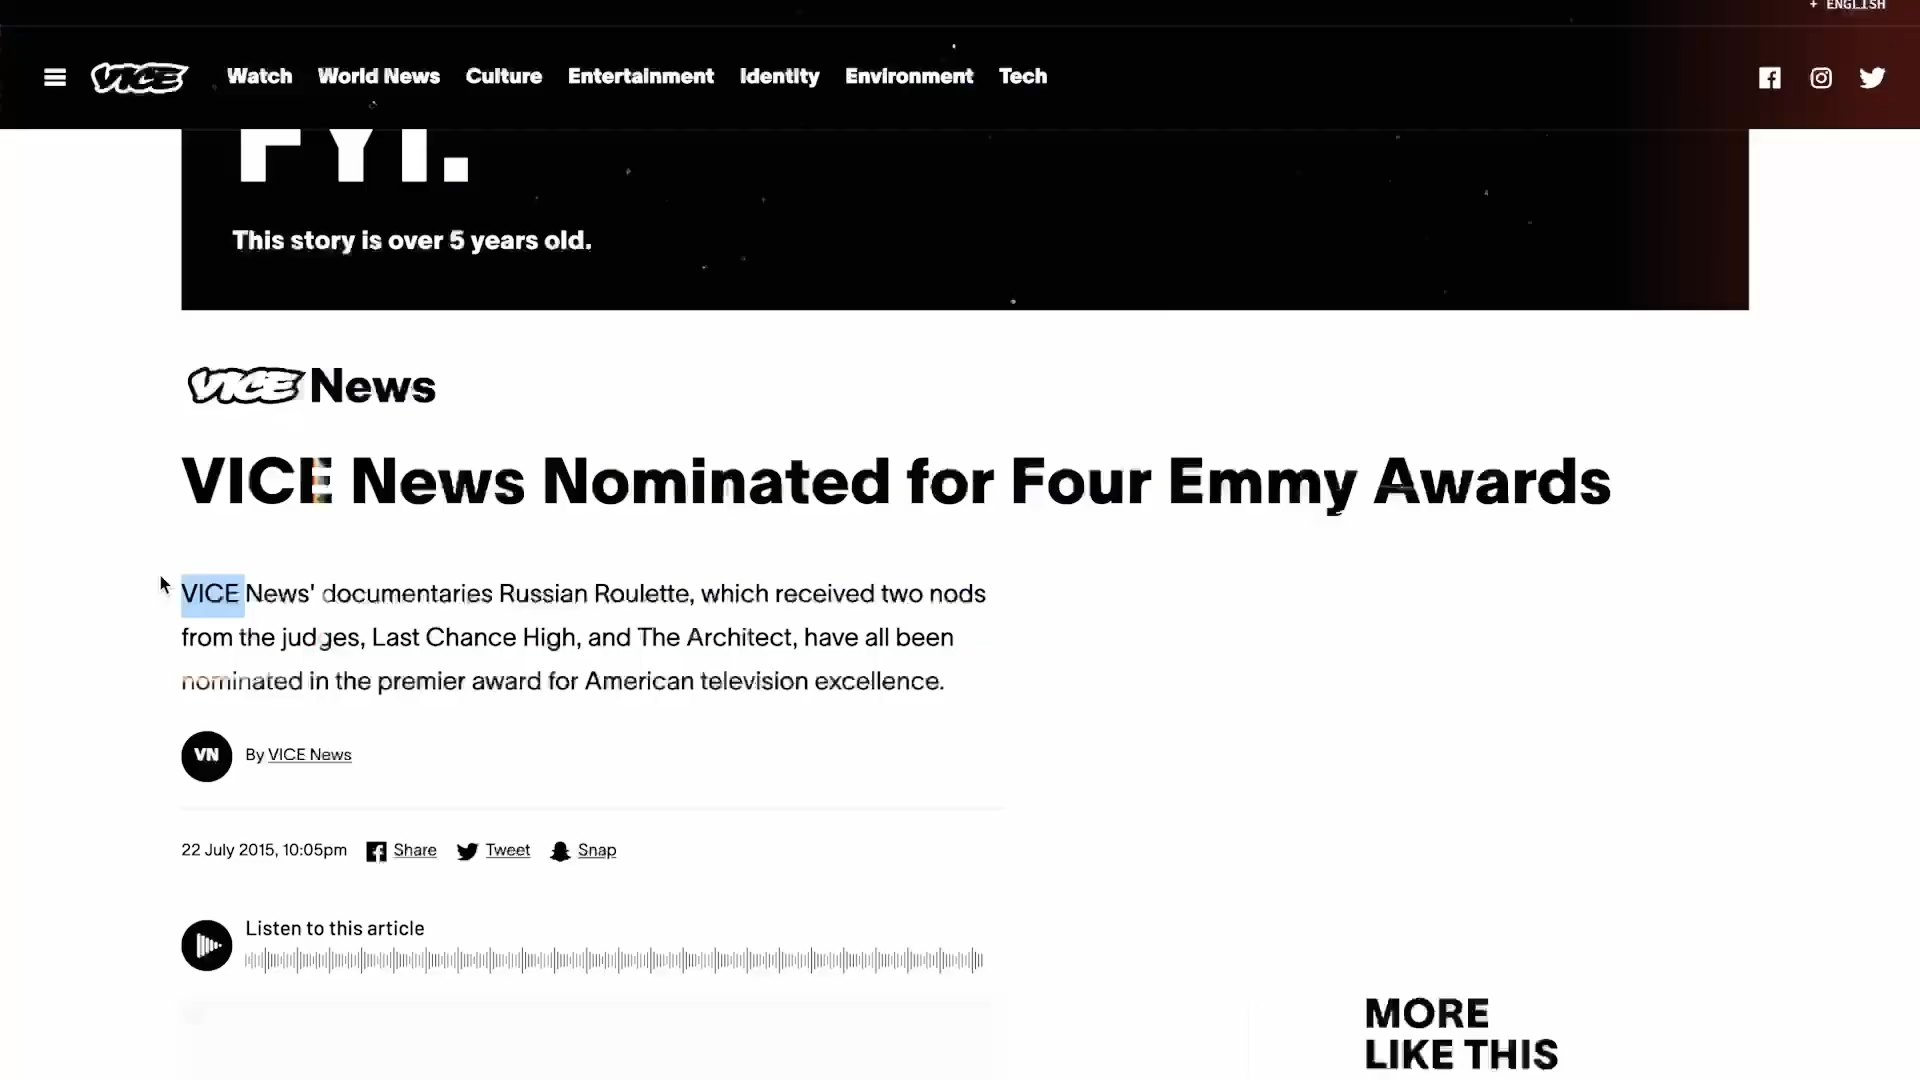 + ENGLISH
VICE Watch World News Culture Entertainment Identity Environment Tech
FYI.
This story is over 5 years old.
VICE News
VICE News Nominated for Four Emmy Awards
VICE News' documentaries Russian Roulette, which received two nods
from the judges, Last Chance High, and The Architect, have all been
nominated in the premier award for American television excellence.
VN By VICE News
22 July 2015, 10:05pm Share Tweet Snap
Listen to this article
MORE
LIKE THIS